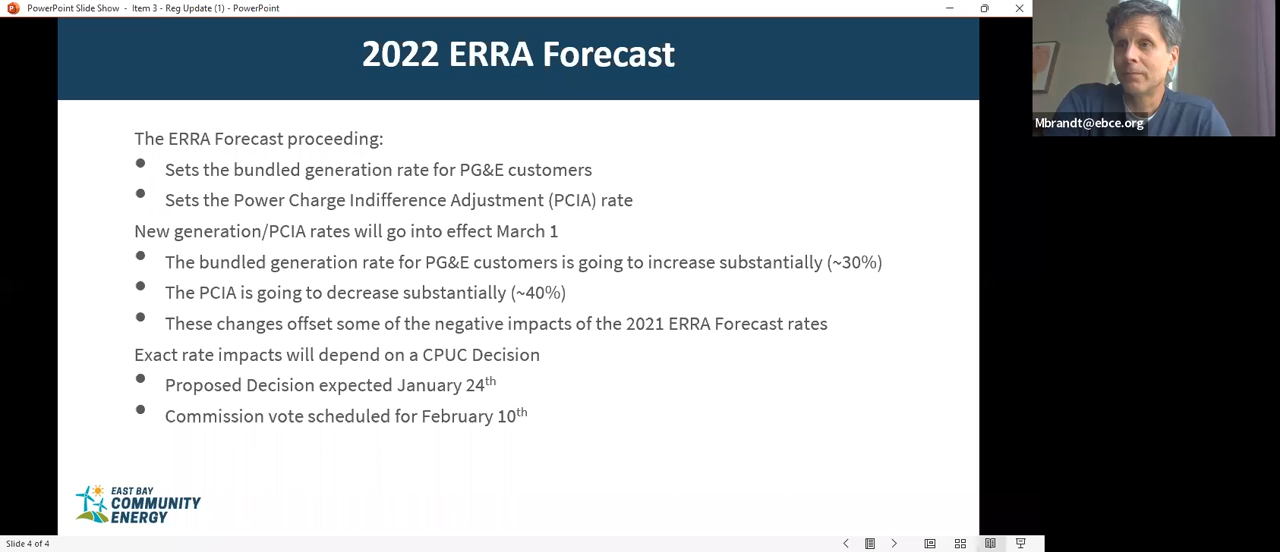 PowerPoint Slide Show - Item 3 - Reg Update (1) - PowerPoint
2022 ERRA Forecast
Mbrandt@ebce.org
The ERRA Forecast proceeding:
• Sets the bundled generation rate for PG&E customers
• Sets the Power Charge Indifference Adjustment (PCIA) rate
New generation/PCIA rates will go into effect March 1
• The bundled generation rate for PG&E customers is going to increase substantially (~30%)
• The PCIA is going to decrease substantially (~40%)
• These changes offset some of the negative impacts of the 2021 ERRA Forecast rates
Exact rate impacts will depend on a CPUC Decision
• Proposed Decision expected January 24th
• Commission vote scheduled for February 10th
EAST BAY
COMMUNITY
ENERGY
Slide 4 of 4